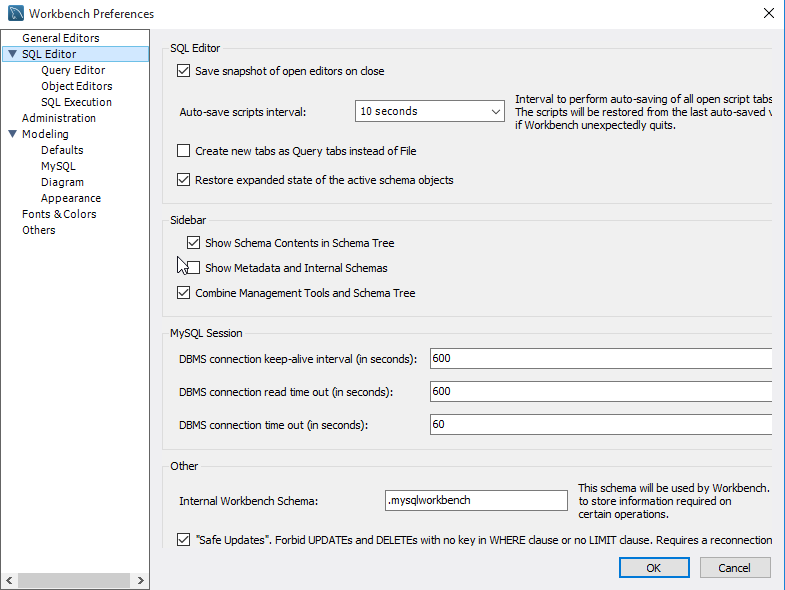 Workbench Preferences
General Editors
SQL Editor
Query Editor
Object Editors
SQL Execution
Administration
Modeling
Defaults
MySQL
Diagram
Appearance
Fonts & Colors
Others
SQL Editor
Save snapshot of open editors on close
Auto-save scripts interval:
10 seconds
Interval to perform auto-saving of all open script tabs
The scripts will be restored from the last auto-saved
if Workbench unexpectedly quits.
Create new tabs as Query tabs instead of File
Restore expanded state of the active schema objects
Sidebar
Show Schema Contents in Schema Tree
Show Metadata and Internal Schemas
Combine Management Tools and Schema Tree
MySQL Session
DBMS connection keep-alive interval (in seconds):
600
DBMS connection read time out (in seconds):
600
DBMS connection time out (in seconds):
60
Other
Internal Workbench Schema:
.mysqlworkbench
This schema will be used by Workbench.
to store information required on
certain operations.
"Safe Updates". Forbid UPDATEs and DELETEs with no key in WHERE clause or no LIMIT clause. Requires a reconnection
OK
Cancel